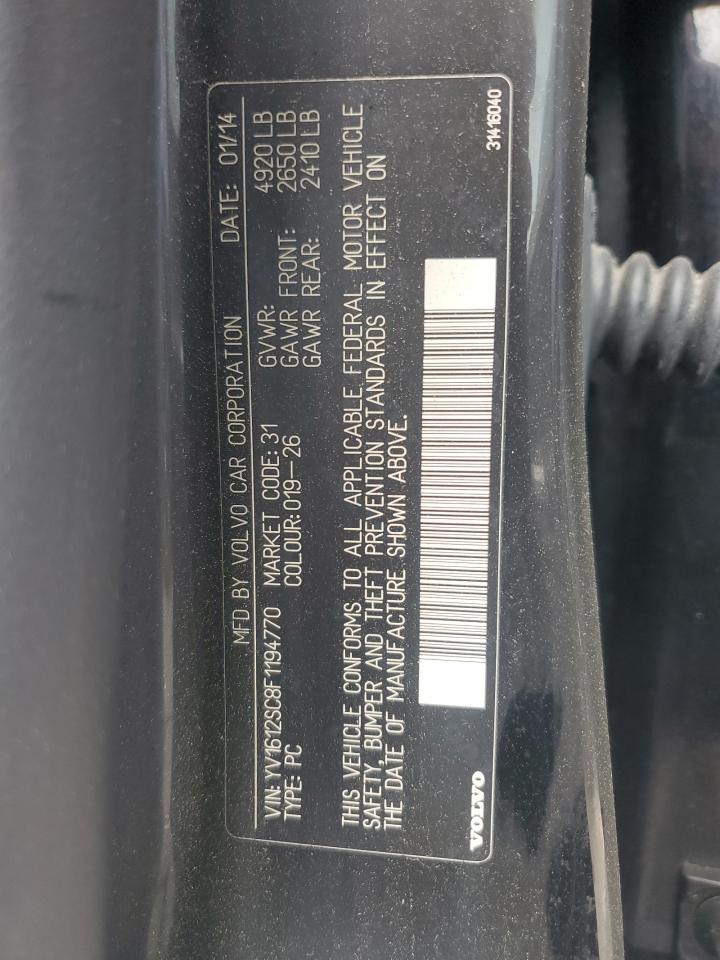 MFD BY VOLVO CAR CORPORATION DATE: 01/14
VIN: YV1612SC8F1194770 MARKET CODE: 31 GVWR: 4920 LB
TYPE: PC COLOUR: 019-26 GAWR FRONT: 2650 LB
GAWR REAR: 2410 LB
THIS VEHICLE CONFORMS TO ALL APPLICABLE FEDERAL MOTOR VEHICLE
SAFETY, BUMPER AND THEFT PREVENTION STANDARDS IN EFFECT ON
THE DATE OF MANUFACTURE SHOWN ABOVE.
VOLVO 31416040